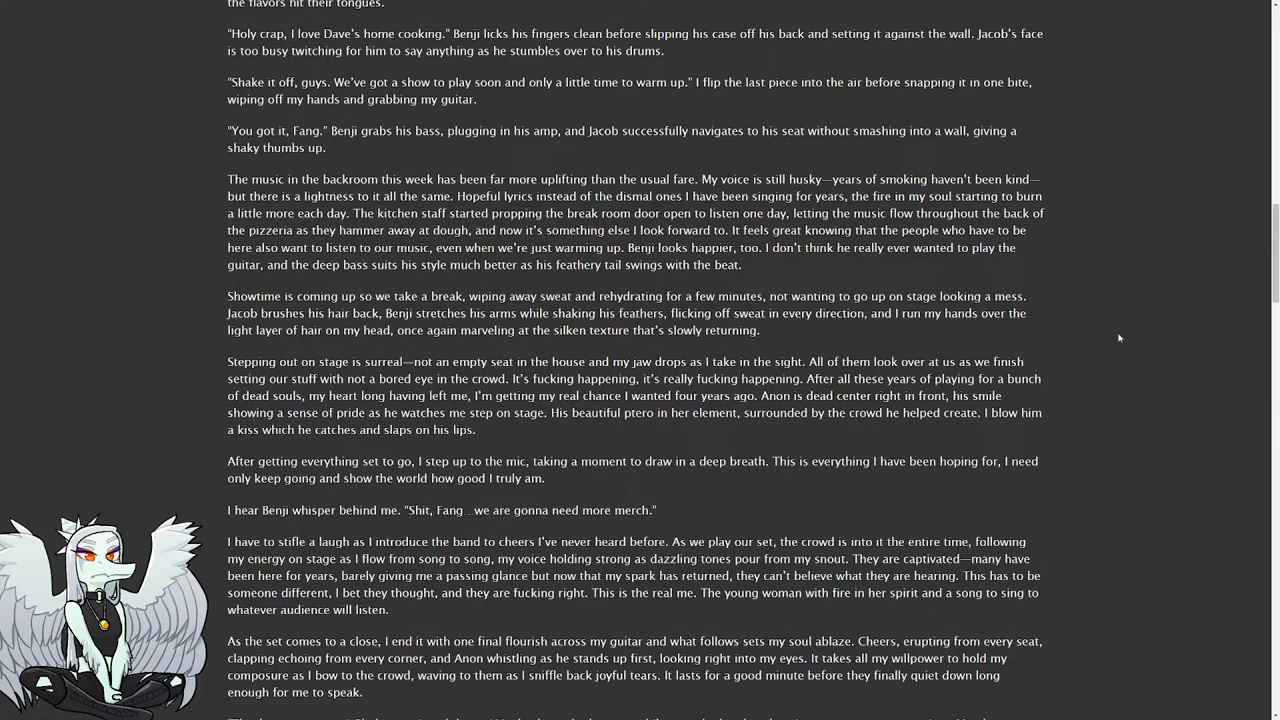 the flavors hit their tongues.
"Holy crap, I love Dave's home cooking." Benji licks his fingers clean before slipping his case off his back and setting it against the wall. Jacob's face
is too busy twitching for him to say anything as he stumbles over to his drums.
"Shake it off, guys. We've got a show to play soon and only a little time to warm up." I flip the last piece into the air before snapping it in one bite,
wiping off my hands and grabbing my guitar.
"You got it, Fang." Benji grabs his bass, plugging in his amp, and Jacob successfully navigates to his seat without smashing into a wall, giving a
shaky thumbs up.
The music in the backroom this week has been far more uplifting than the usual fare. My voice is still husky—years of smoking haven't been kind—
but there is a lightness to it all the same. Hopeful lyrics instead of the dismal ones I have been singing for years, the fire in my soul starting to burn
a little more each day. The kitchen staff started propping the break room door open to listen one day, letting the music flow throughout the back of
the pizzeria as they hammer away at dough, and now it's something else I look forward to. It feels great knowing that the people who have to be
here also want to listen to our music, even when we're just warming up. Benji looks happier, too. I don't think he really ever wanted to play the
guitar, and the deep bass suits his style much better as his feathery tail swings with the beat.
Showtime is coming up so we take a break, wiping away sweat and rehydrating for a few minutes, not wanting to go up on stage looking a mess.
Jacob brushes his hair back, Benji stretches his arms while shaking his feathers, flicking off sweat in every direction, and I run my hands over the
light layer of hair on my head, once again marveling at the silken texture that's slowly returning.
Stepping out on stage is surreal—not an empty seat in the house and my jaw drops as I take in the sight. All of them look over at us as we finish
setting our stuff with not a bored eye in the crowd. It's fucking happening, it's really fucking happening. After all these years of playing for a bunch
of dead souls, my heart long having left me, I'm getting my real chance I wanted four years ago. Anon is dead center right in front, his smile
showing a sense of pride as he watches me step on stage. His beautiful ptero in her element, surrounded by the crowd he helped create. I blow him
a kiss which he catches and slaps on his lips.
After getting everything set to go, I step up to the mic, taking a moment to draw in a deep breath. This is everything I have been hoping for, I need
only keep going and show the world how good I truly am.
I hear Benji whisper behind me. "Shit, Fang…we are gonna need more merch."
I have to stifle a laugh as I introduce the band to cheers I've never heard before. As we play our set, the crowd is into it the entire time, following
my energy on stage as I flow from song to song, my voice holding strong as dazzling tones pour from my snout. They are captivated—many have
been here for years, barely giving me a passing glance but now that my spark has returned, they can't believe what they are hearing. This has to be
someone different, I bet they thought, and they are fucking right. This is the real me. The young woman with fire in her spirit and a song to sing to
whatever audience will listen.
As the set comes to a close, I end it with one final flourish across my guitar and what follows sets my soul ablaze. Cheers, erupting from every seat,
clapping echoing from every corner, and Anon whistling as he stands up first, looking right into my eyes. It takes all my willpower to hold my
composure as I bow to the crowd, waving to them as I sniffle back joyful tears. It lasts for a good minute before they finally quiet down long
enough for me to speak.